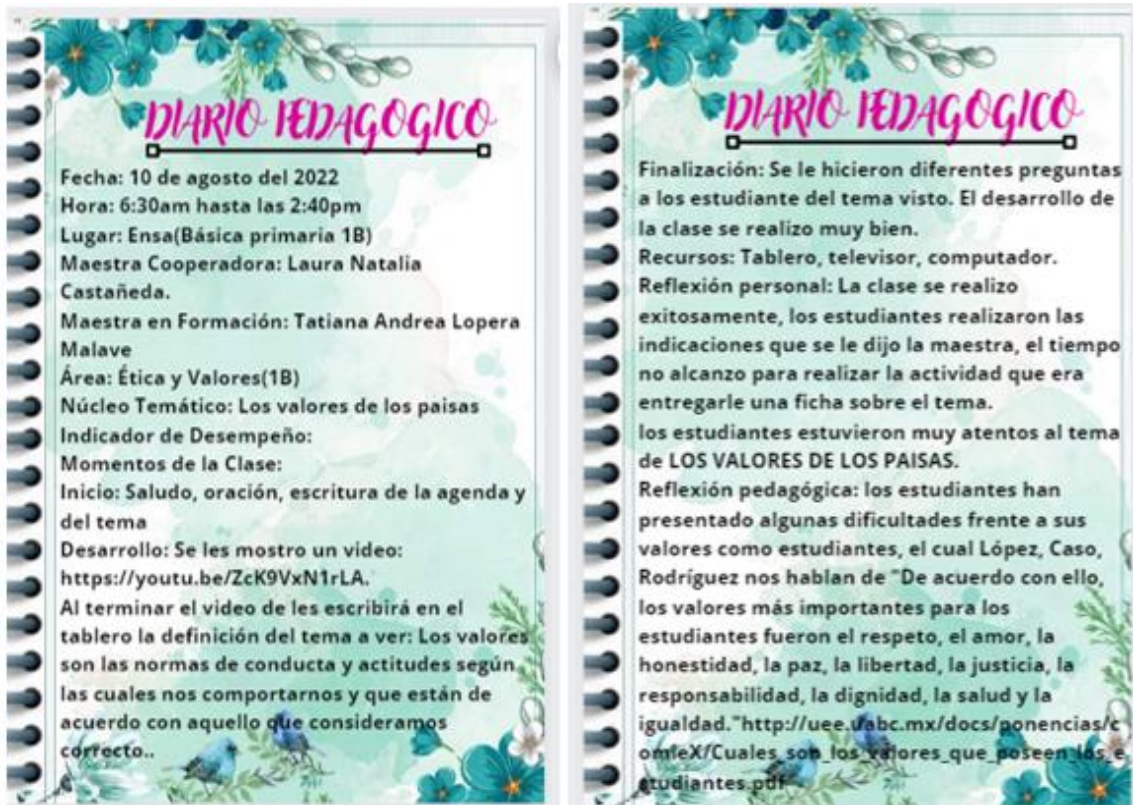 DIARIO PEDAGOGICO
Fecha: 10 de agosto del 2022
Hora: 6:30am hasta las 2:40pm
Lugar: Ensa(Básica primaria 1B)
Maestra Cooperadora: Laura Natalia
Castañeda.
Maestra en Formación: Tatiana Andrea Lopera
Malave
Área: Ética y Valores(1B)
Núcleo Temático: Los valores de los paisas
Indicador de Desempeño:
Momentos de la Clase:
Inicio: Saludo, oración, escritura de la agenda y
del tema
Desarrollo: Se les mostro un video:
https://youtu.be/ZcK9VxN1rLA.
Al terminar el video de les escribirá en el
tablero la definición del tema a ver: Los valores
son las normas de conducta y actitudes según
las cuales nos comportarnos y que están de
acuerdo con aquello que consideramos
correcto..
DIARIO PEDAGOGICO
Finalización: Se le hicieron diferentes preguntas
a los estudiante del tema visto. El desarrollo de
la clase se realizo muy bien.
Recursos: Tablero, televisor, computador.
Reflexión personal: La clase se realizo
exitosamente, los estudiantes realizaron las
indicaciones que se le dijo la maestra, el tiempo
no alcanzo para realizar la actividad que era
entregarle una ficha sobre el tema.
los estudiantes estuvieron muy atentos al tema
de LOS VALORES DE LOS PAISAS.
Reflexión pedagógica: los estudiantes han
presentado algunas dificultades frente a sus
valores como estudiantes, el cual López, Caso,
Rodríguez nos hablan de "De acuerdo con ello,
los valores más importantes para los
estudiantes fueron el respeto, el amor, la
honestidad, la paz, la libertad, la justicia, la
responsabilidad, la dignidad, la salud y la
igualdad."http://uee.uabc.mx/docs/ponencias/c
omieX/Cuales_son_los_valores_que_poseen_los_e
studiantes.pdf